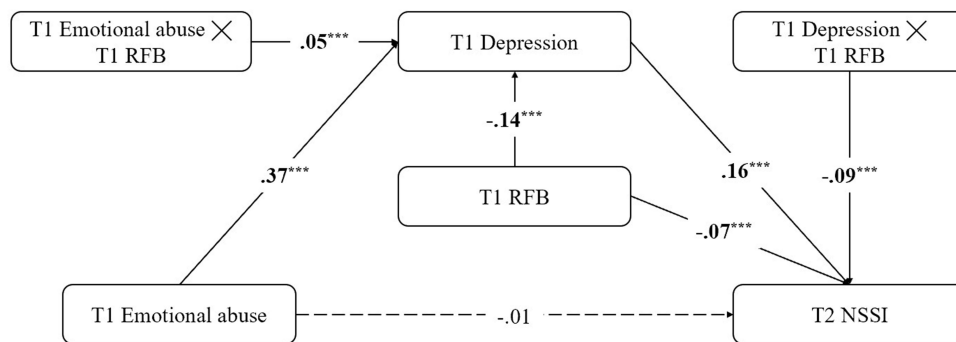 T1 Emotional abuse ×
T1 RFB
.05***
T1 Depression
T1 Depression ×
T1 RFB
-.14***
.37***
.16***
-.09***
T1 RFB
-.07***
T1 Emotional abuse
-.01
T2 NSSI